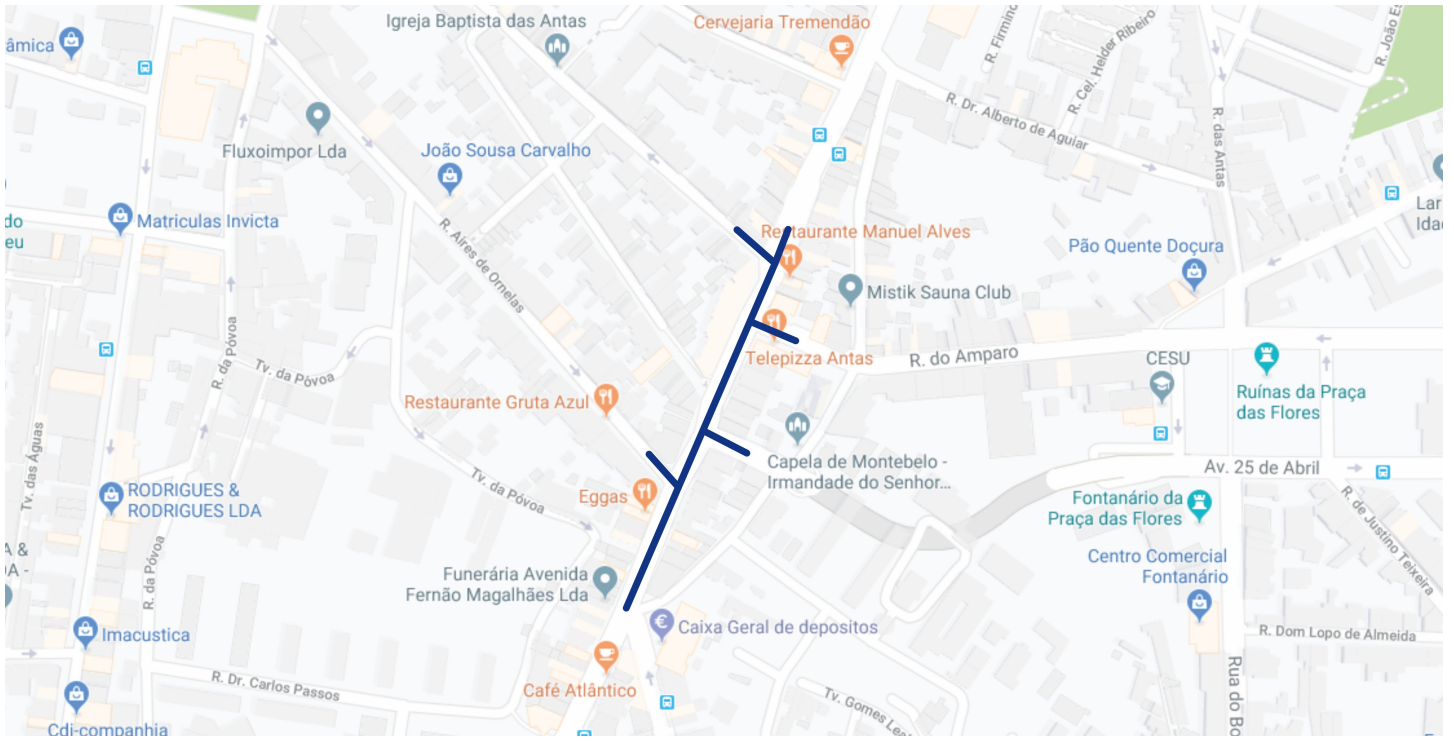 Igreja Baptista das Antas
Cervejaria Tremendão
R. Firmino
R. Cel. Helder Ribeiro
R. João Es
âmica
R. Dr. Alberto de Aguiar
R. das Antas
Fluxoimpor Lda
João Sousa Carvalho
Lar
Idad
do
eu
Matriculas Invicta
R. Aires de Ornelas
Restaurante Manuel Alves
Pão Quente Doçura
Mistik Sauna Club
R. da Póvoa
Tv. da Póvoa
Telepizza Antas
R. do Amparo
CESU
Ruínas da Praça
das Flores
Restaurante Gruta Azul
Tv. das Águas
Capela de Montebelo -
Irmandade do Senhor...
Av. 25 de Abril
RODRIGUES &
RODRIGUES LDA
Tv. da Póvoa
Eggas
Fontanário da
Praça das Flores
R. de Justino Teixeira
A &
DA -
R. da Póvoa
Funerária Avenida
Fernão Magalhães Lda
Centro Comercial
Fontanário
Imacustica
Caixa Geral de depositos
R. Dom Lopo de Almeida
R. Dr. Carlos Passos
Café Atlântico
Tv. Gomes Leal
Rua do Bo
Cdi-companhia